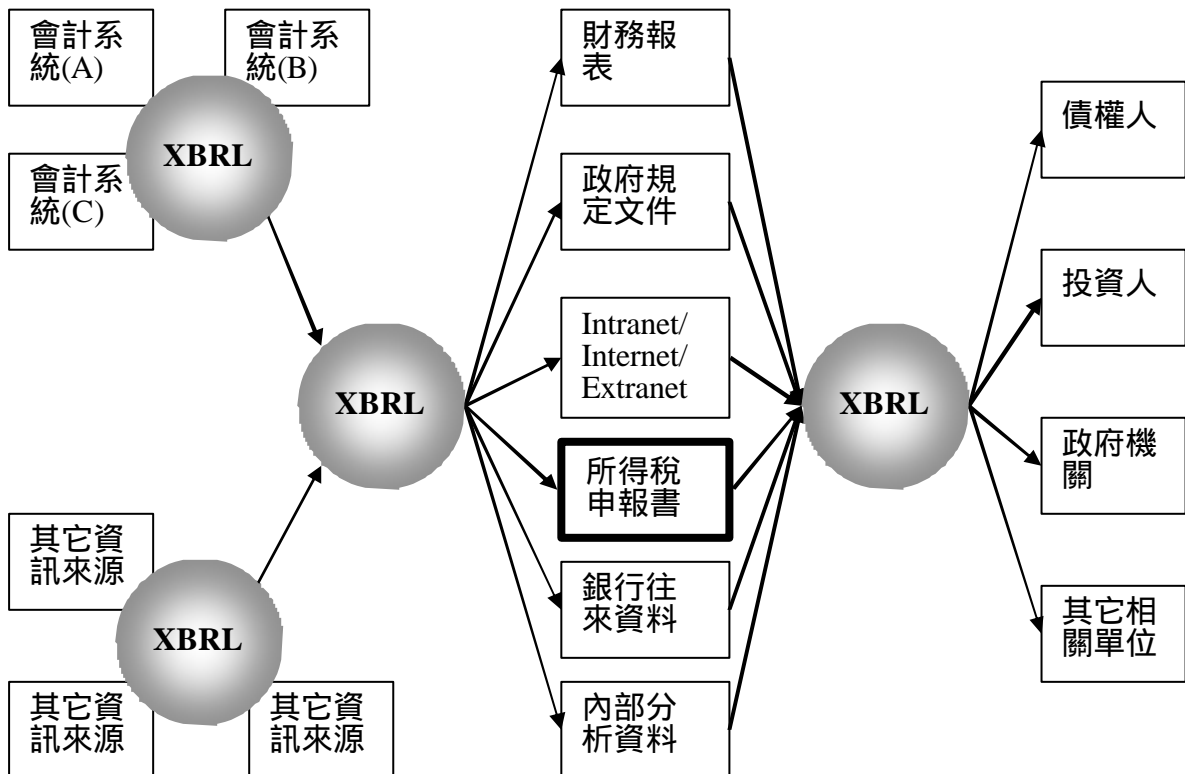 會計系
統(A)
會計系
統(B)
XBRL
會計系
統(C)
其它資
訊來源
XBRL
其它資
訊來源
其它資
訊來源
XBRL
財務報
表
政府規
定文件
Intranet/
Internet/
Extranet
所得稅
申報書
銀行往
來資料
內部分
析資料
XBRL
債權人
投資人
政府機
關
其它相
關單位